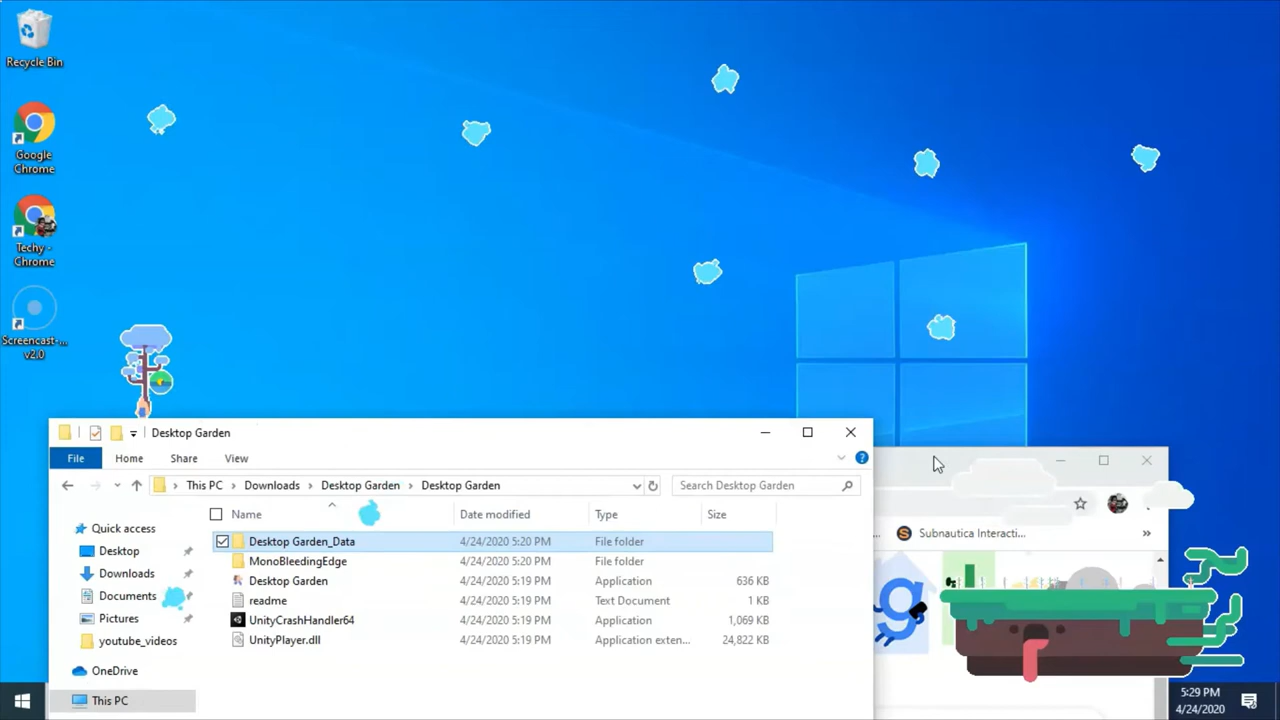 Recycle Bin
Google
Chrome
Techy -
Chrome
Screencast-...
v2.0
Desktop Garden
File Home Share View
This PC Downloads Desktop Garden Desktop Garden Search Desktop Garden
Name Date modified Type Size
Quick access
Desktop
Downloads
Documents
Pictures
youtube_videos
OneDrive
This PC
Desktop Garden_Data 4/24/2020 5:20 PM File folder
MonoBleedingEdge 4/24/2020 5:20 PM File folder
Desktop Garden 4/24/2020 5:19 PM Application 636 KB
readme 4/24/2020 5:19 PM Text Document 1 KB
UnityCrashHandler64 4/24/2020 5:19 PM Application 1,069 KB
UnityPlayer.dll 4/24/2020 5:19 PM Application exten... 24,822 KB
... Subnautica Interacti... »
g
5:29 PM
4/24/2020